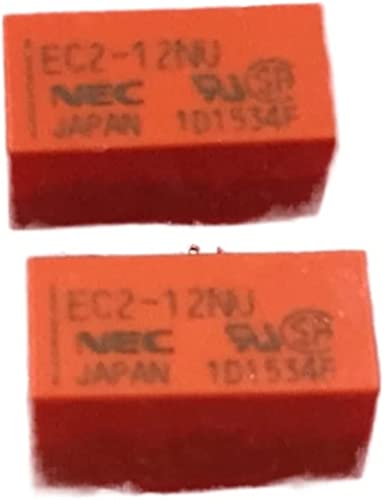 EC2-12NU
NEC
JAPAN 1D1534F
EC2-12NU
NEC
JAPAN 1D1534F